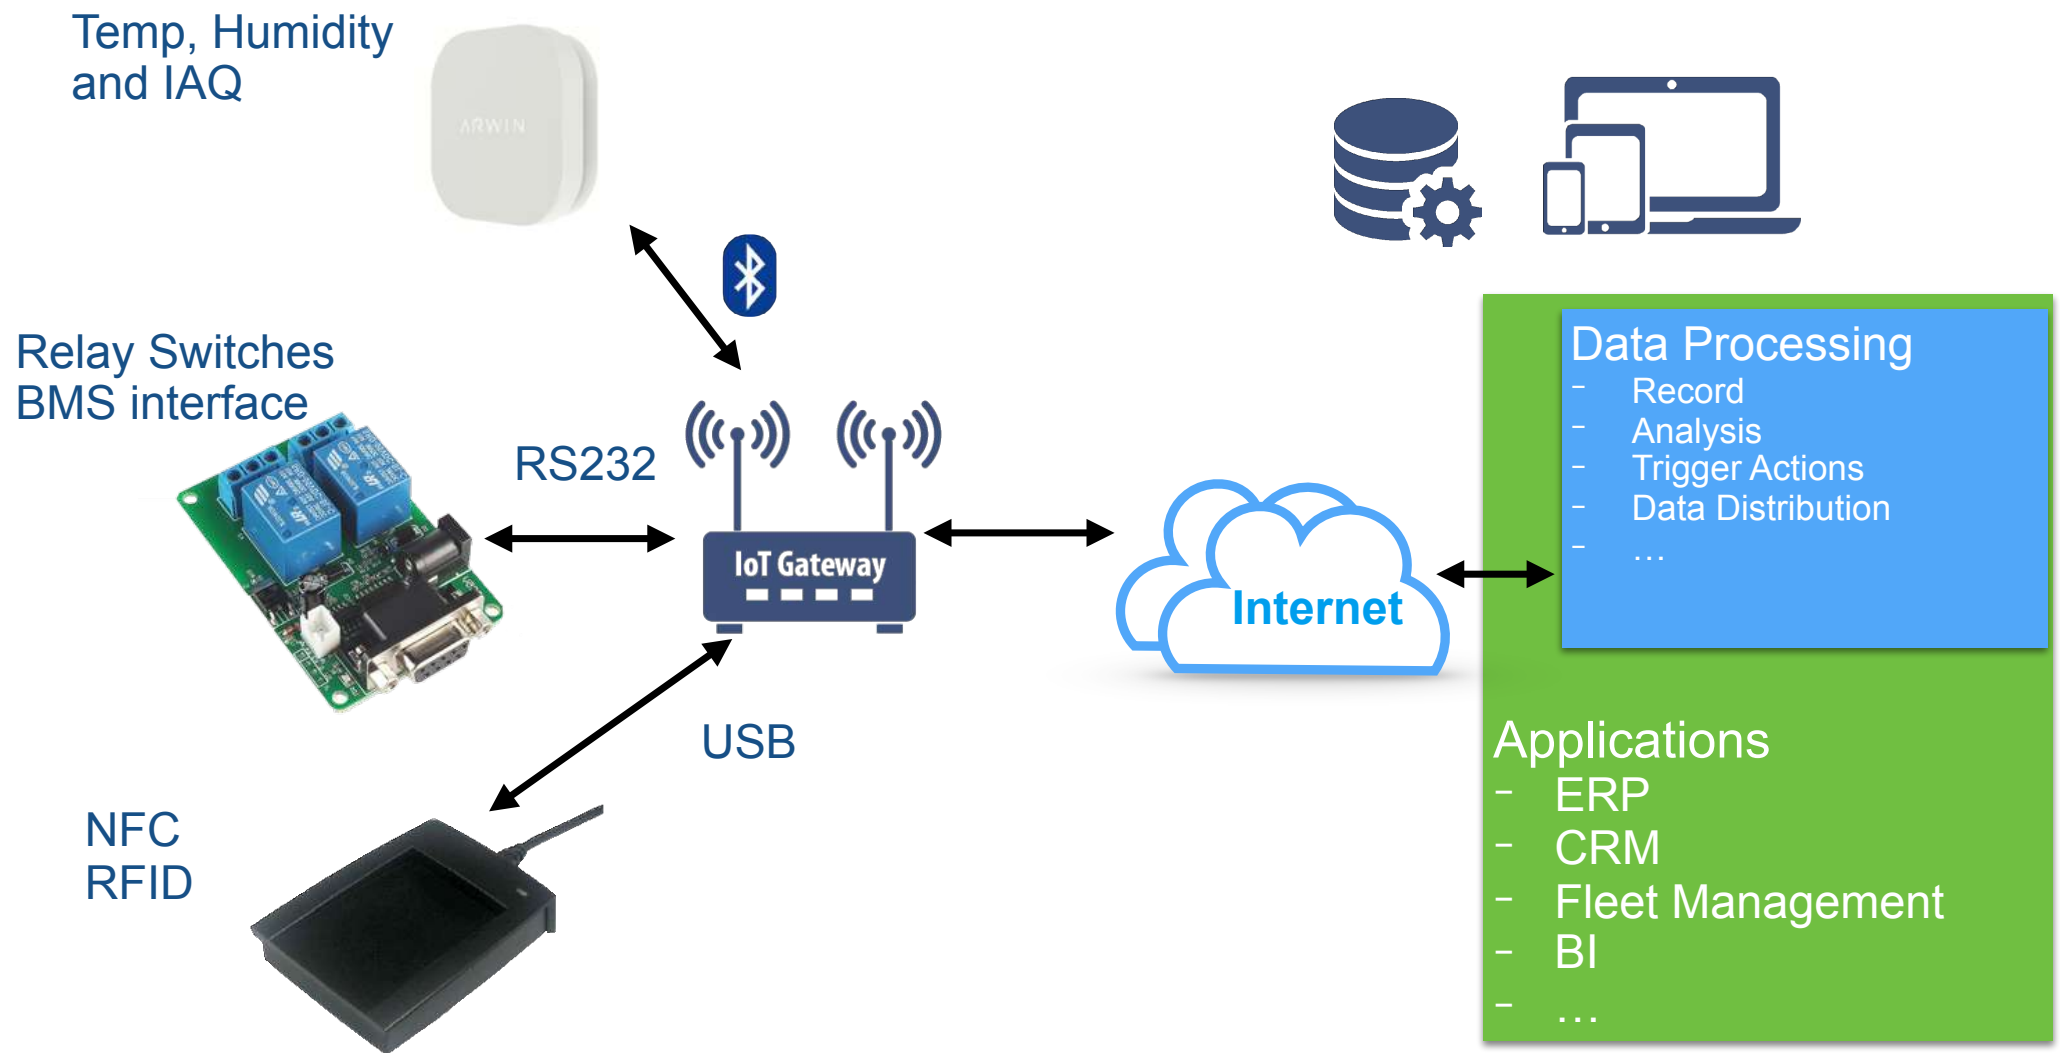 Temp, Humidity
and IAQ
ARWIN
Relay Switches
BMS interface
RS232
IoT Gateway
USB
NFC
RFID
Internet
Data Processing
- Record
- Analysis
- Trigger Actions
- Data Distribution
- …
Applications
- ERP
- CRM
- Fleet Management
- BI
- …